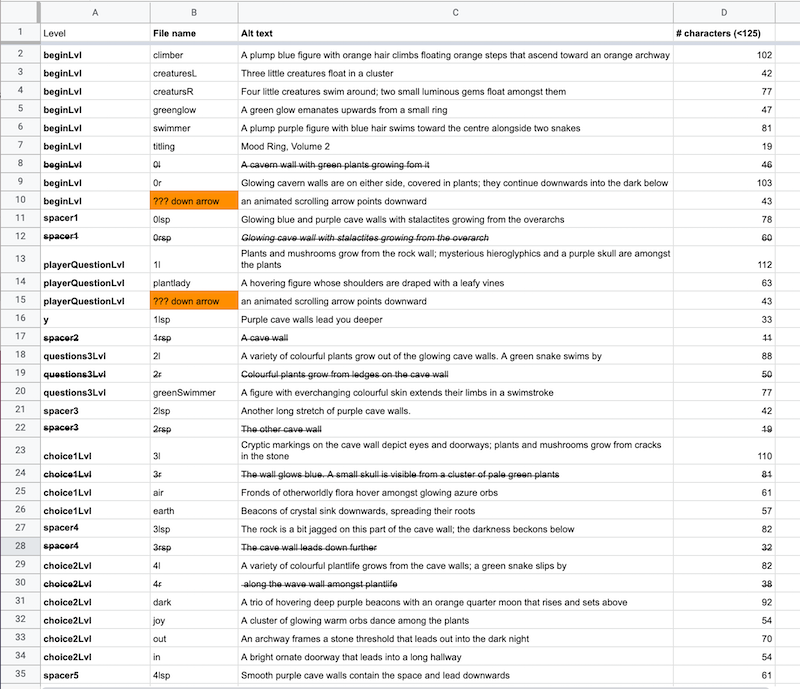 A B C D
1 Level File name Alt text # characters (<125)
2 beginLvl climber A plump blue figure with orange hair climbs floating orange steps that ascend toward an orange archway 102
3 beginLvl creaturesL Three little creatures float in a cluster 42
4 beginLvl creatursR Four little creatures swim around; two small luminous gems float amongst them 77
5 beginLvl greenglow A green glow emanates upwards from a small ring 47
6 beginLvl swimmer A plump purple figure with blue hair swims toward the centre alongside two snakes 81
7 beginLvl titling Mood Ring, Volume 2 19
8 beginLvl 0l A cavern wall with green plants growing fom it 46
9 beginLvl 0r Glowing cavern walls are on either side, covered in plants; they continue downwards into the dark below 103
10 beginLvl ??? down arrow an animated scrolling arrow points downward 43
11 spacer1 0lsp Glowing blue and purple cave walls with stalactites growing from the overarchs 78
12 spacer1 0rsp Glowing cave wall with stalactites growing from the overarch 60
Plants and mushrooms grow from the rock wall; mysterious hieroglyphics and a purple skull are amongst
13 playerQuestionLvl 1l the plants 112
14 playerQuestionLvl plantlady A hovering figure whose shoulders are draped with a leafy vines 63
15 playerQuestionLvl ??? down arrow an animated scrolling arrow points downward 43
16 y 1lsp Purple cave walls lead you deeper 33
17 spacer2 1rsp A cave wall 11
18 questions3Lvl 2l A variety of colourful plants grow out of the glowing cave walls. A green snake swims by 88
19 questions3Lvl 2r Colourful plants grow from ledges on the cave wall 50
20 questions3Lvl greenSwimmer A figure with everchanging colourful skin extends their limbs in a swimstroke 77
21 spacer3 2lsp Another long stretch of purple cave walls. 42
22 spacer3 2rsp The other cave wall 19
Cryptic markings on the cave wall depict eyes and doorways; plants and mushrooms grow from cracks
23 choice1Lvl 3l in the stone 110
24 choice1Lvl 3r The wall glows blue. A small skull is visible from a cluster of pale green plants 81
25 choice1Lvl air Fronds of otherworldly flora hover amongst glowing azure orbs 61
26 choice1Lvl earth Beacons of crystal sink downwards, spreading their roots 57
27 spacer4 3lsp The rock is a bit jagged on this part of the cave wall; the darkness beckons below 82
28 spacer4 3rsp The cave wall leads down further 32
29 choice2Lvl 4l A variety of colourful plantlife grows from the cave walls; a green snake slips by 82
30 choice2Lvl 4r along the wave wall amongst plantlife 38
31 choice2Lvl dark A trio of hovering deep purple beacons with an orange quarter moon that rises and sets above 92
32 choice2Lvl joy A cluster of glowing warm orbs dance among the plants 54
33 choice2Lvl out An archway frames a stone threshold that leads out into the dark night 70
34 choice2Lvl in A bright ornate doorway that leads into a long hallway 54
35 spacer5 4lsp Smooth purple cave walls contain the space and lead downwards 61